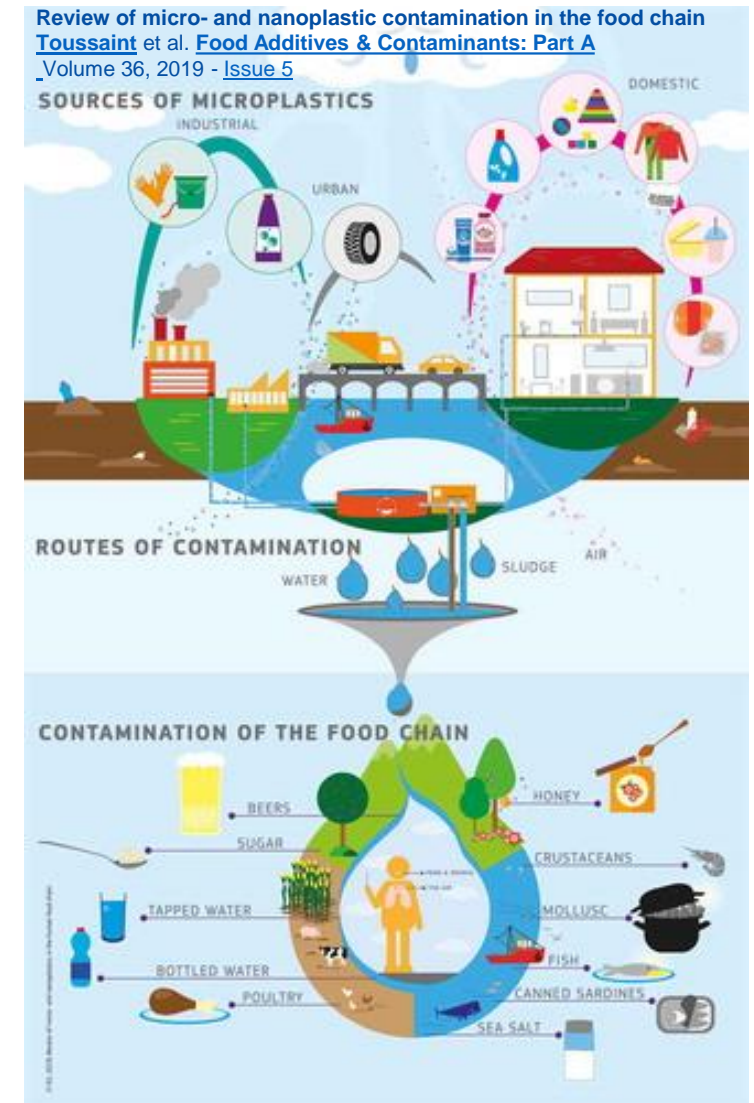 Review of micro- and nanoplastic contamination in the food chain
Toussaint et al. Food Additives & Contaminants: Part A
Volume 36, 2019 - Issue 5
SOURCES OF MICROPLASTICS
DOMESTIC
INDUSTRIAL
URBAN
ROUTES OF CONTAMINATION
AIR
SLUDGE
WATER
CONTAMINATION OF THE FOOD CHAIN
HONEY
BEERS
SUGAR
CRUSTACEANS
TAPPED WATER
MOLLUSC
FISH
BOTTLED WATER
CANNED SARDINES
POULTRY
SEA SALT